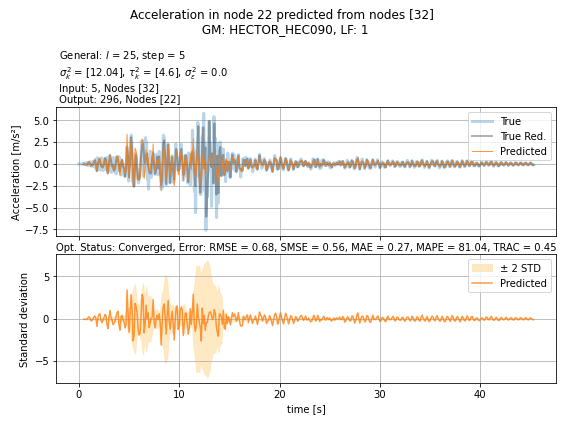 Acceleration in node 22 predicted from nodes [32]
GM: HECTOR_HEC090, LF: 1
General: l = 25, step = 5
σ²ₖ = [12.04], τ²ₖ = [4.6], σ²ε = 0.0
Input: 5, Nodes [32]
Output: 296, Nodes [22]
Acceleration [m/s²]
5.0
2.5
0.0
−2.5
−5.0
−7.5
True
True Red.
Predicted
Opt. Status: Converged, Error: RMSE = 0.68, SMSE = 0.56, MAE = 0.27, MAPE = 81.04, TRAC = 0.45
Standard deviation
5
0
−5
± 2 STD
Predicted
0
10
20
30
40
time [s]